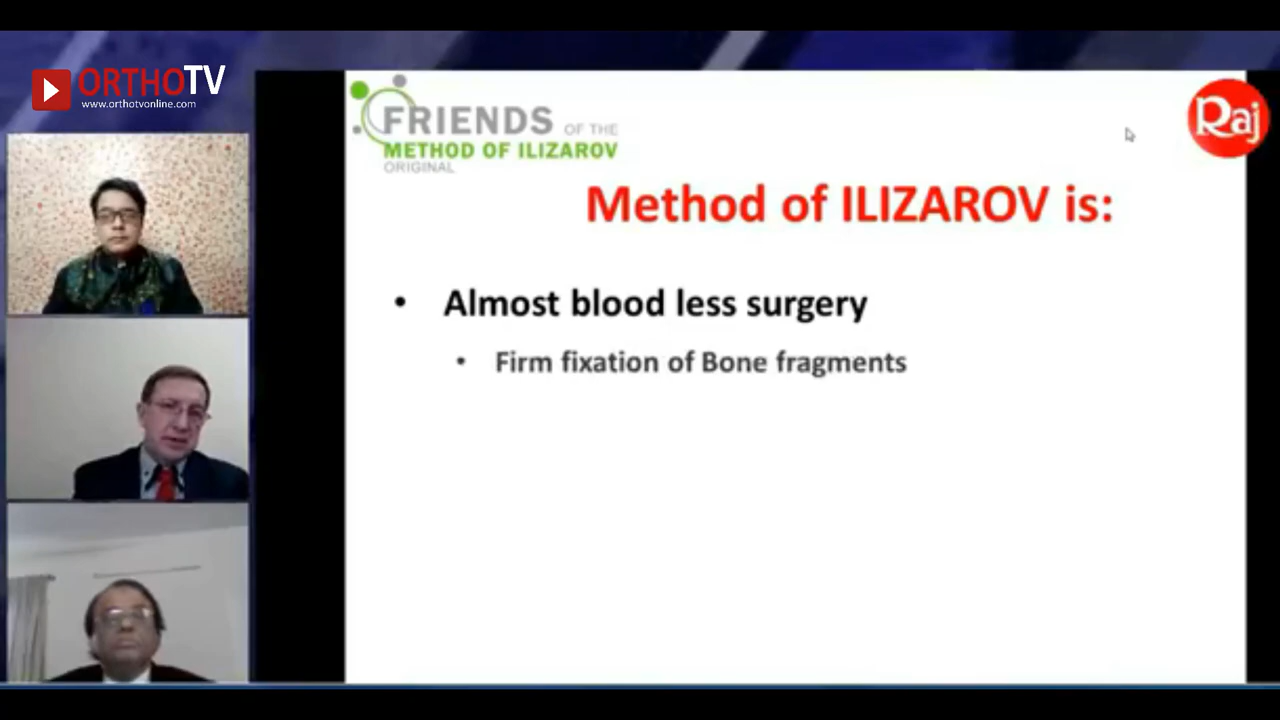 ORTHOTV
www.orthotvonline.com
FRIENDS OF THE
METHOD OF ILIZAROV
ORIGINAL
Raj
Method of ILIZAROV is:
• Almost blood less surgery
• Firm fixation of Bone fragments